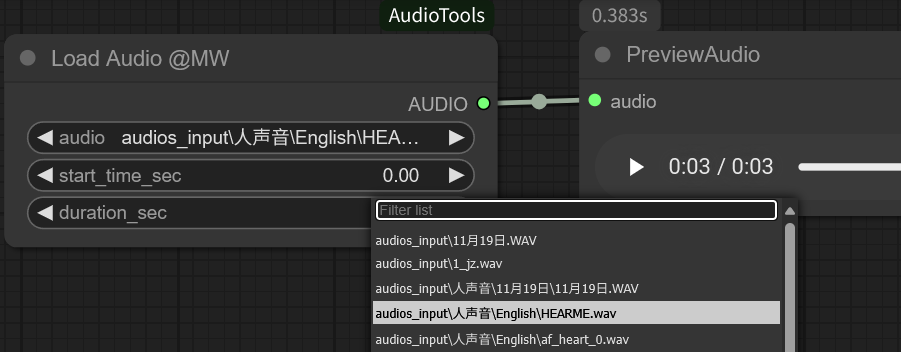 AudioTools
0.383s
Load Audio @MW
PreviewAudio
AUDIO
audio
audio audios_input\人声音\English\HEA...
0:03 / 0:03
start_time_sec 0.00
duration_sec
Filter list
audios_input\11月19日.WAV
audios_input\1_jz.wav
audios_input\人声音\11月19日\11月19日.WAV
audios_input\人声音\English\HEARME.wav
audios_input\人声音\English\af_heart_0.wav